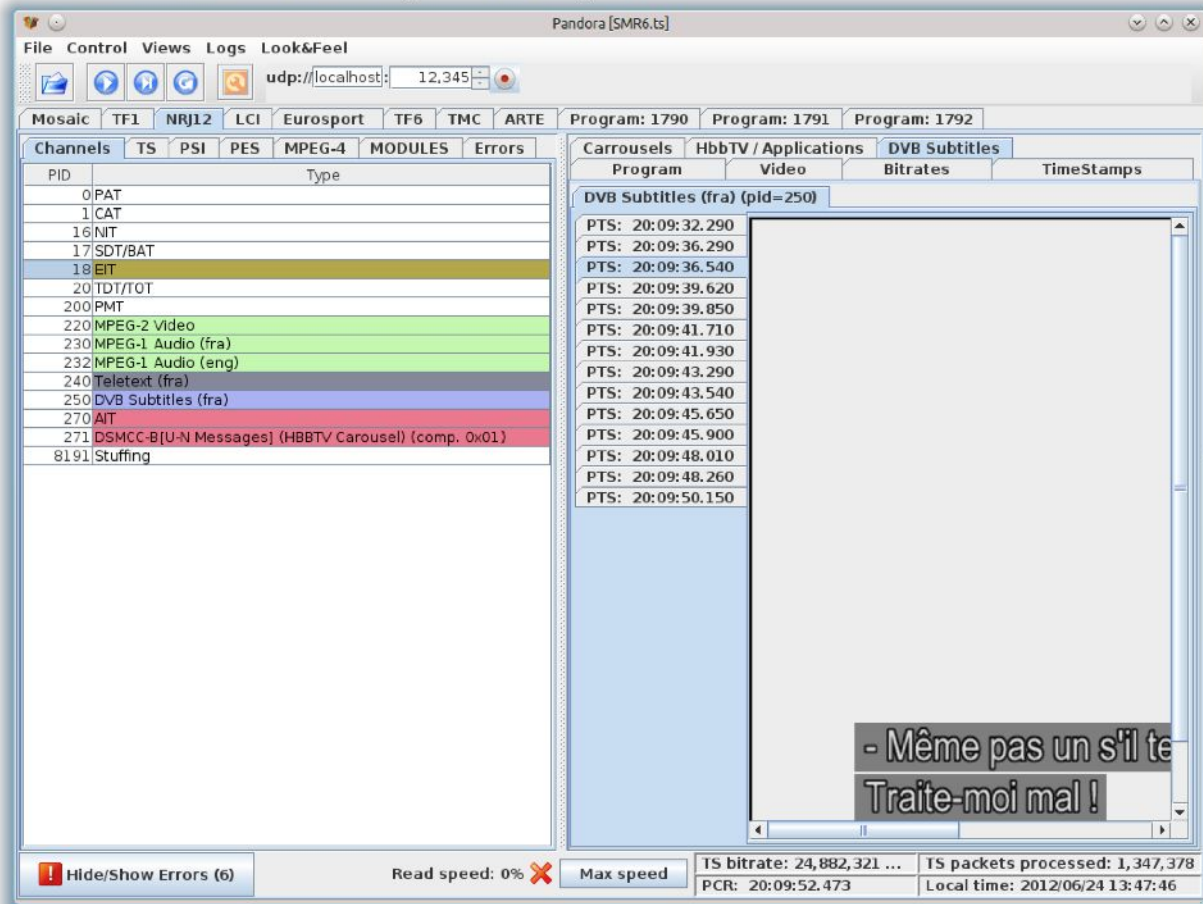 Pandora [SMR6.ts]
File Control Views Logs Look&Feel
udp://localhost: 12,345
Mosaic TF1 NRJ12 LCI Eurosport TF6 TMC ARTE Program: 1790 Program: 1791 Program: 1792
Channels TS PSI PES MPEG-4 MODULES Errors
PID Type
0 PAT
1 CAT
16 NIT
17 SDT/BAT
18 EIT
20 TDT/TOT
200 PMT
220 MPEG-2 Video
230 MPEG-1 Audio (fra)
232 MPEG-1 Audio (eng)
240 Teletext (fra)
250 DVB Subtitles (fra)
270 AIT
271 DSMCC-B[U-N Messages] (HBBTV Carousel) (comp. 0x01)
8191 Stuffing
Carrousels HbbTV / Applications DVB Subtitles
Program Video Bitrates TimeStamps
DVB Subtitles (fra) (pid=250)
PTS: 20:09:32.290
PTS: 20:09:36.290
PTS: 20:09:36.540
PTS: 20:09:39.620
PTS: 20:09:39.850
PTS: 20:09:41.710
PTS: 20:09:41.930
PTS: 20:09:43.290
PTS: 20:09:43.540
PTS: 20:09:45.650
PTS: 20:09:45.900
PTS: 20:09:48.010
PTS: 20:09:48.260
PTS: 20:09:50.150
- Même pas un s'il te
Traite-moi mal !
Hide/Show Errors (6) Read speed: 0% Max speed
TS bitrate: 24,882,321 ... TS packets processed: 1,347,378
PCR: 20:09:52.473 Local time: 2012/06/24 13:47:46